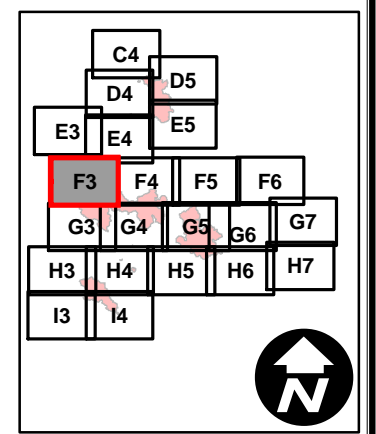 C4
D4 D5
E3 E4 E5
F3 F4 F5 F6
G3 G4 G5 G6 G7
H3 H4 H5 H6 H7
I3 I4
N